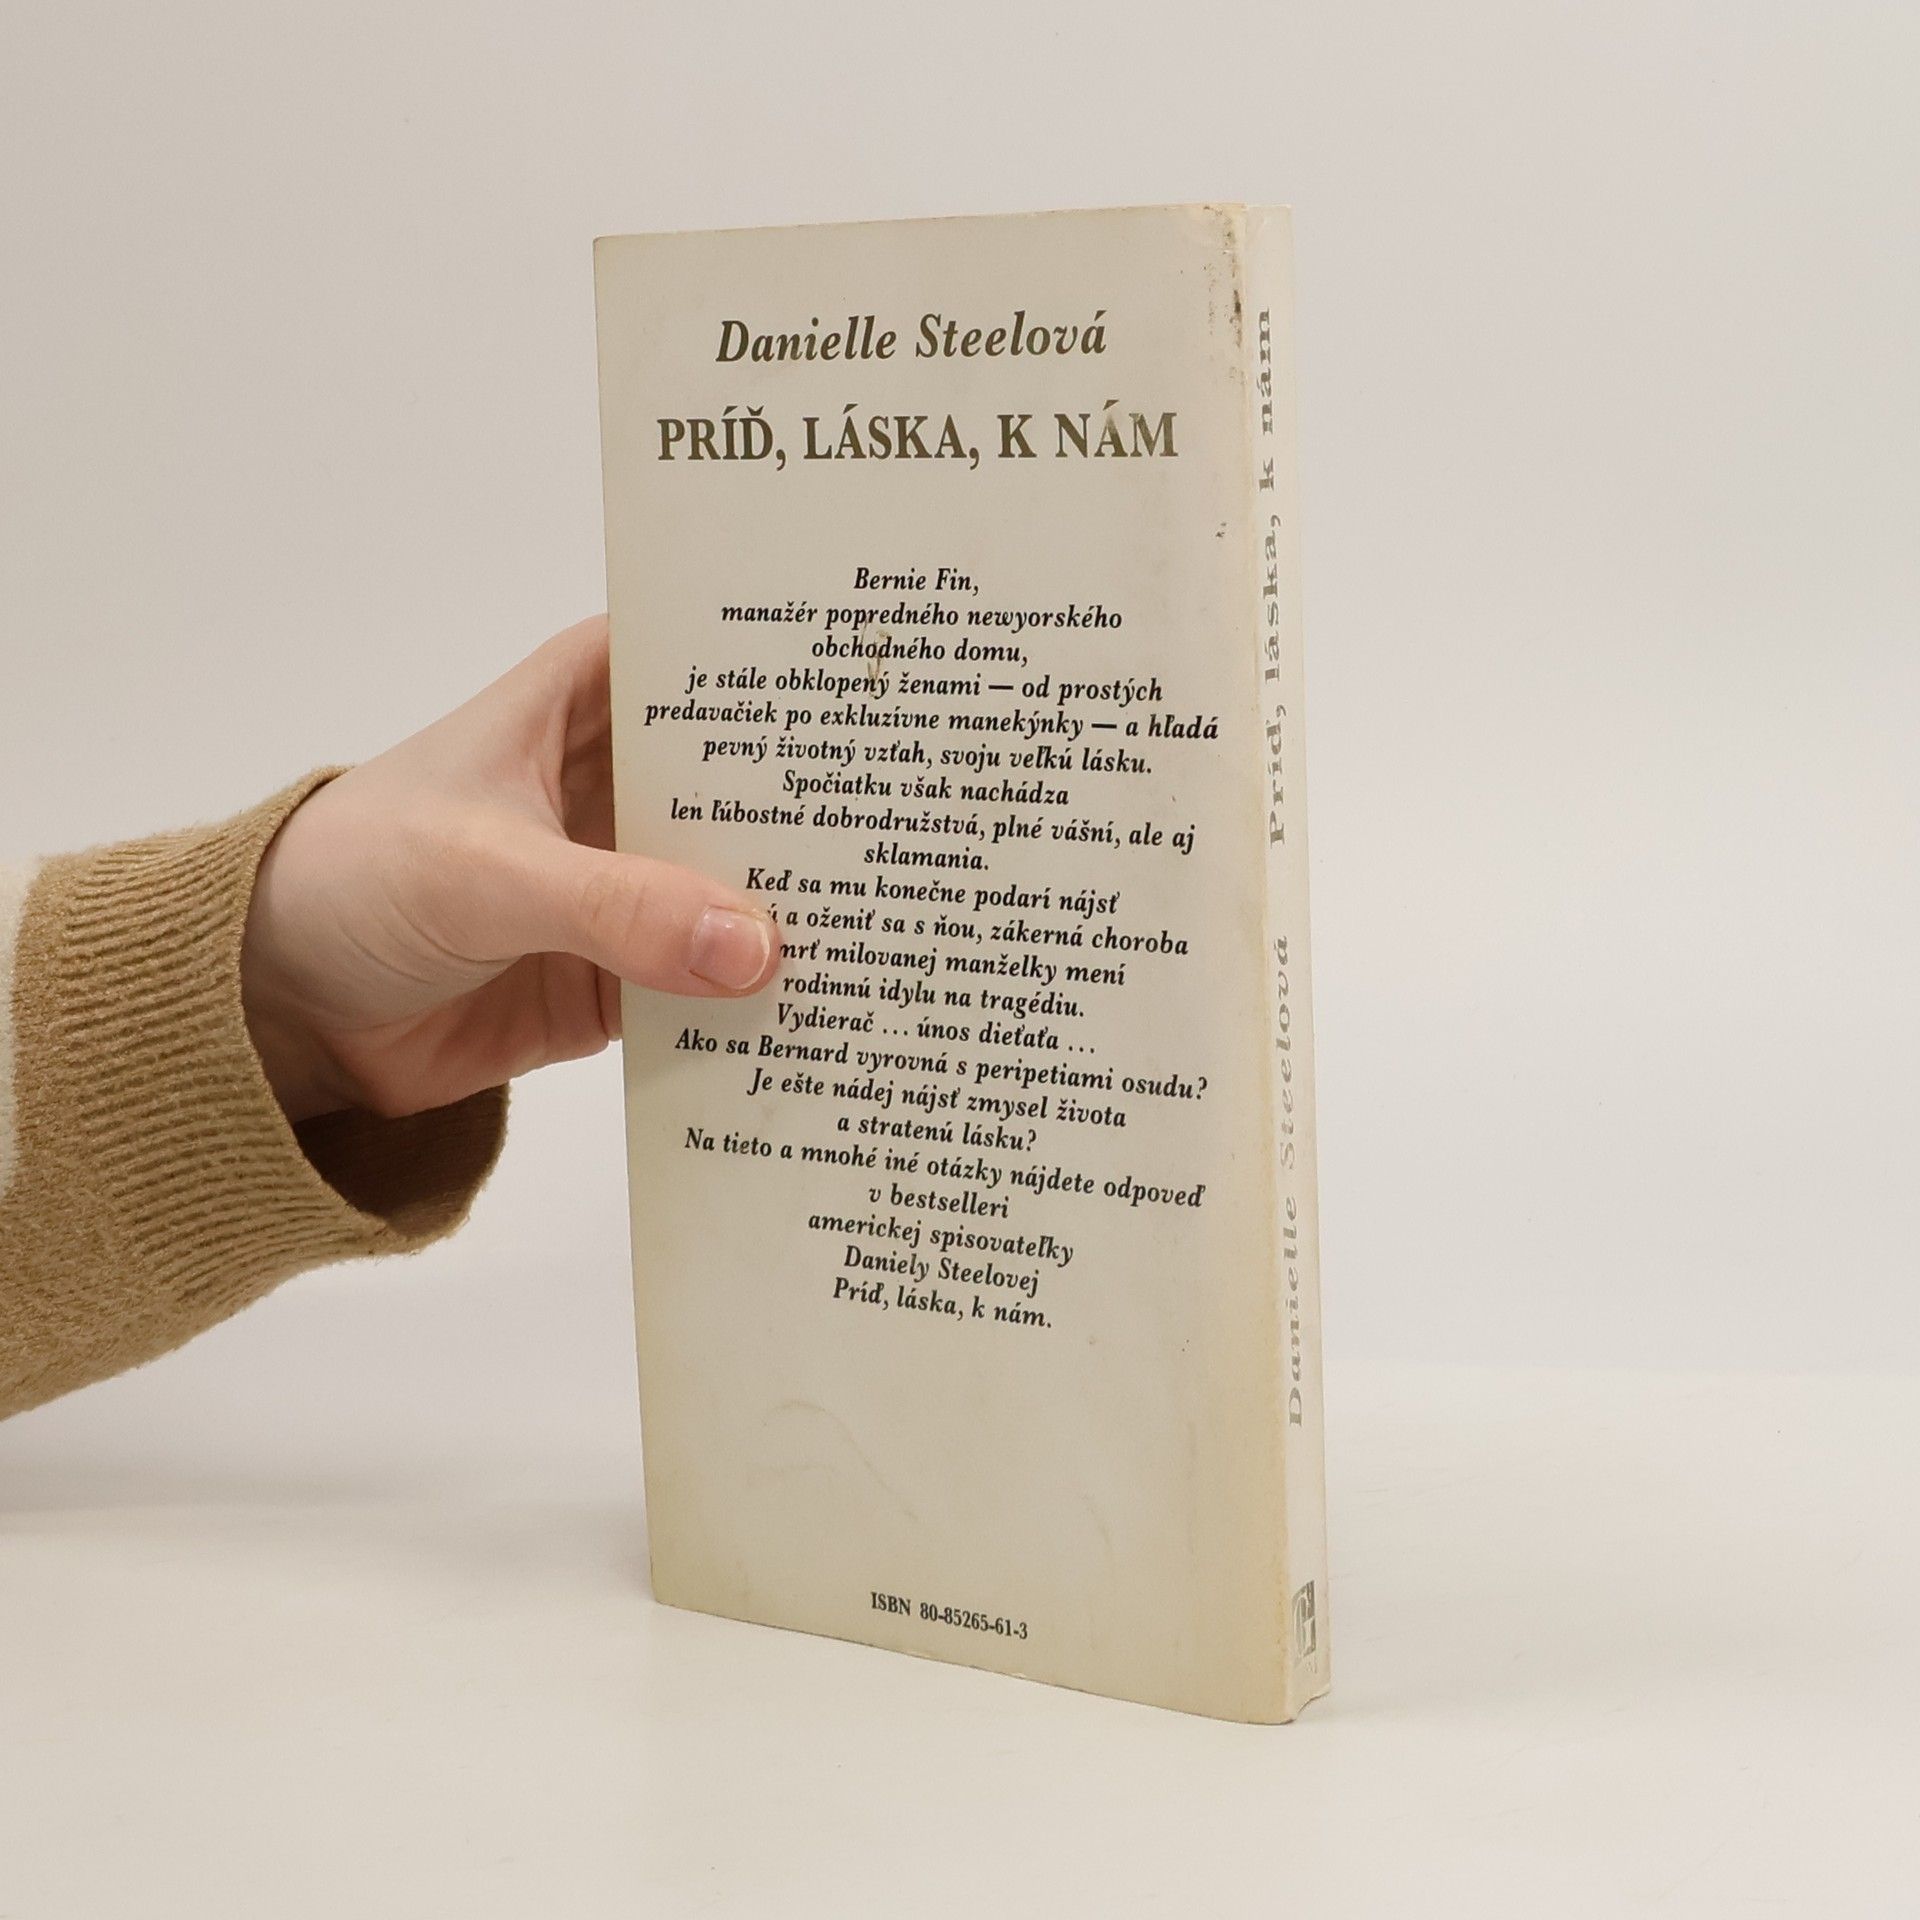 Danielle Steelová
PRÍĎ, LÁSKA, K NÁM
Bernie Fin,
manažér popredného newyorského
obchodného domu,
je stále obklopený ženami — od prostých
predavačiek po exkluzívne manekýnky — a hľadá
pevný životný vzťah, svoju veľkú lásku.
Spočiatku však nachádza
len ľúbostné dobrodružstvá, plné vášní, ale aj
sklamania.
Keď sa mu konečne podarí nájsť
a oženiť sa s ňou, zákerná choroba
milovanej manželky mení
rodinnú idylu na tragédiu.
Vydierač ... únos dieťaťa ...
Ako sa Bernard vyrovná s peripetiami osudu?
Je ešte nádej nájsť zmysel života
a stratenú lásku?
Na tieto a mnohé iné otázky nájdete odpoveď
v bestselleri
americkej spisovateľky
Daniely Steelovej
Príď, láska, k nám.
ISBN 80-85265-61-3
Danielle Steelová Príď, láska, k nám